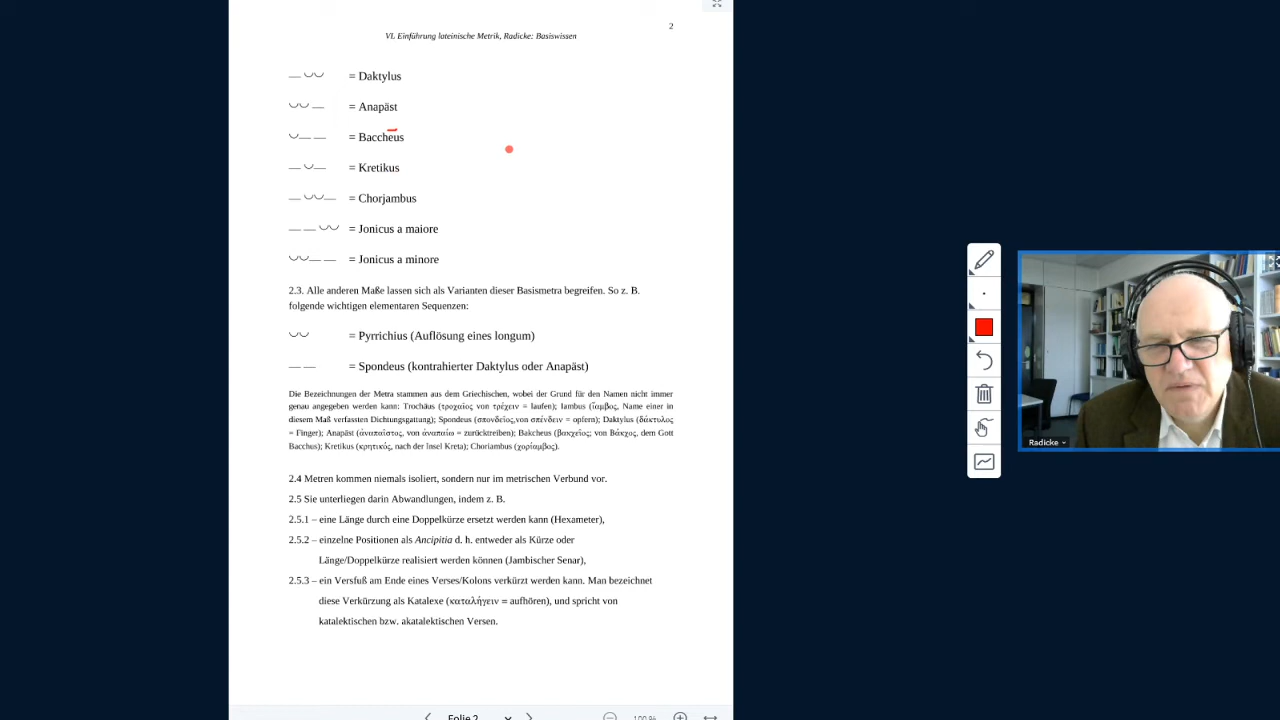 2
VL Einführung lateinische Metrik, Radicke: Basiswissen
— ◡◡ = Daktylus
◡◡ — = Anapäst
◡— — = Baccheus
— ◡— = Kretikus
— ◡◡— = Chorjambus
— — ◡◡ = Jonicus a maiore
◡◡— — = Jonicus a minore
2.3. Alle anderen Maße lassen sich als Varianten dieser Basismetra begreifen. So z. B.
folgende wichtigen elementaren Sequenzen:
◡◡ = Pyrrichius (Auflösung eines longum)
— — = Spondeus (kontrahierter Daktylus oder Anapäst)
Die Bezeichnungen der Metra stammen aus dem Griechischen, wobei der Grund für den Namen nicht immer
genau angegeben werden kann: Trochäus (τροχαῖος von τρέχειν = laufen); Iambus (ἴαμβος, Name einer in
diesem Maß verfassten Dichtungsgattung); Spondeus (σπονδεῖος,von σπένδειν = opfern); Daktylus (δάκτυλος
= Finger); Anapäst (ἀναπαῖστος, von ἀναπαίω = zurücktreiben); Bakcheus (βακχεῖος; von Βάκχος, dem Gott
Bacchus); Kretikus (κρητικός, nach der Insel Kreta); Choriambus (χορίαμβος).
2.4 Metren kommen niemals isoliert, sondern nur im metrischen Verbund vor.
2.5 Sie unterliegen darin Abwandlungen, indem z. B.
2.5.1 – eine Länge durch eine Doppelkürze ersetzt werden kann (Hexameter),
2.5.2 – einzelne Positionen als Ancipitia d. h. entweder als Kürze oder
Länge/Doppelkürze realisiert werden können (Jambischer Senar),
2.5.3 – ein Versfuß am Ende eines Verses/Kolons verkürzt werden kann. Man bezeichnet
diese Verkürzung als Katalexe (καταλήγειν = aufhören), und spricht von
katalektischen bzw. akatalektischen Versen.
Radicke
Folie 2
100 %